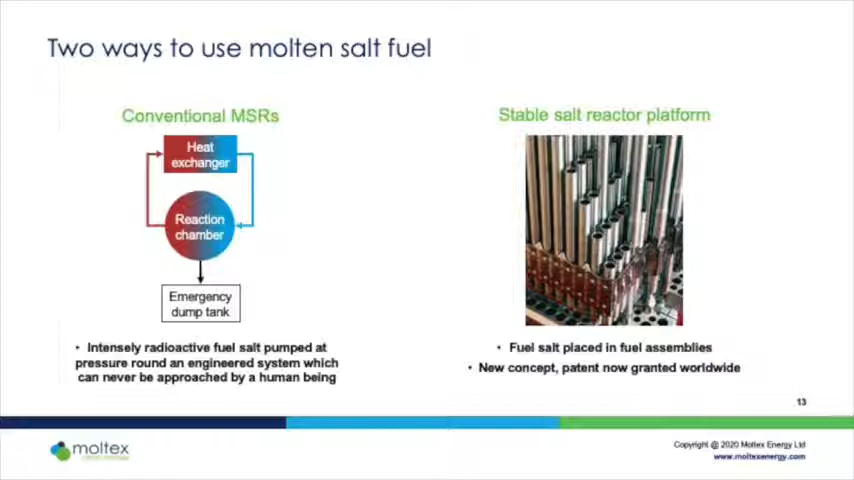 Two ways to use molten salt fuel
Conventional MSRs
Heat
exchanger
Reaction
chamber
Emergency
dump tank
• Intensely radioactive fuel salt pumped at
pressure round an engineered system which
can never be approached by a human being
Stable salt reactor platform
• Fuel salt placed in fuel assemblies
• New concept, patent now granted worldwide
13
moltex
Copyright @ 2020 Moltex Energy Ltd
www.moltexenergy.com